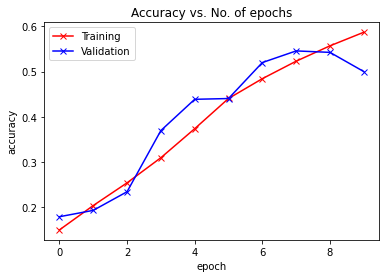 Accuracy vs. No. of epochs
Training
Validation
accuracy
0.6
0.5
0.4
0.3
0.2
0 2 4 6 8
epoch